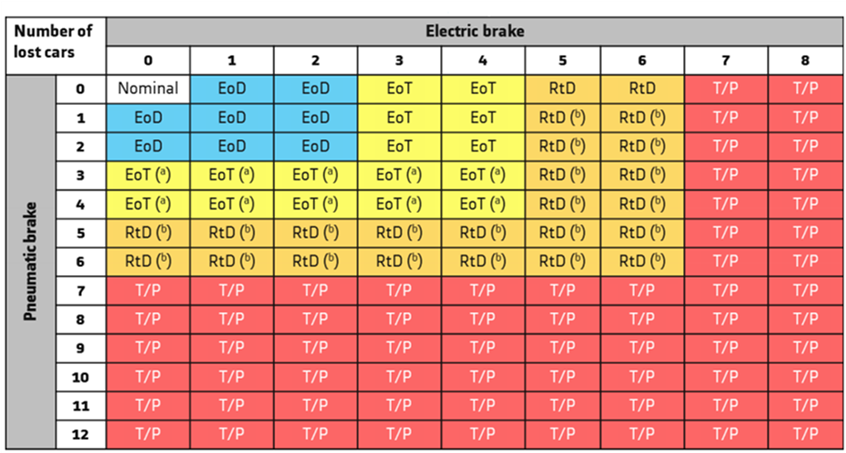 Number of lost cars Electric brake
0 1 2 3 4 5 6 7 8
Pneumatic brake
0 Nominal EoD EoD EoT EoT RtD RtD T/P T/P
1 EoD EoD EoD EoT EoT RtD (b) RtD (b) T/P T/P
2 EoD EoD EoD EoT EoT RtD (b) RtD (b) T/P T/P
3 EoT (a) EoT (a) EoT (a) EoT (a) EoT (a) RtD (b) RtD (b) T/P T/P
4 EoT (a) EoT (a) EoT (a) EoT (a) EoT (a) RtD (b) RtD (b) T/P T/P
5 RtD (b) RtD (b) RtD (b) RtD (b) RtD (b) RtD (b) RtD (b) T/P T/P
6 RtD (b) RtD (b) RtD (b) RtD (b) RtD (b) RtD (b) RtD (b) T/P T/P
7 T/P T/P T/P T/P T/P T/P T/P T/P T/P
8 T/P T/P T/P T/P T/P T/P T/P T/P T/P
9 T/P T/P T/P T/P T/P T/P T/P T/P T/P
10 T/P T/P T/P T/P T/P T/P T/P T/P T/P
11 T/P T/P T/P T/P T/P T/P T/P T/P T/P
12 T/P T/P T/P T/P T/P T/P T/P T/P T/P